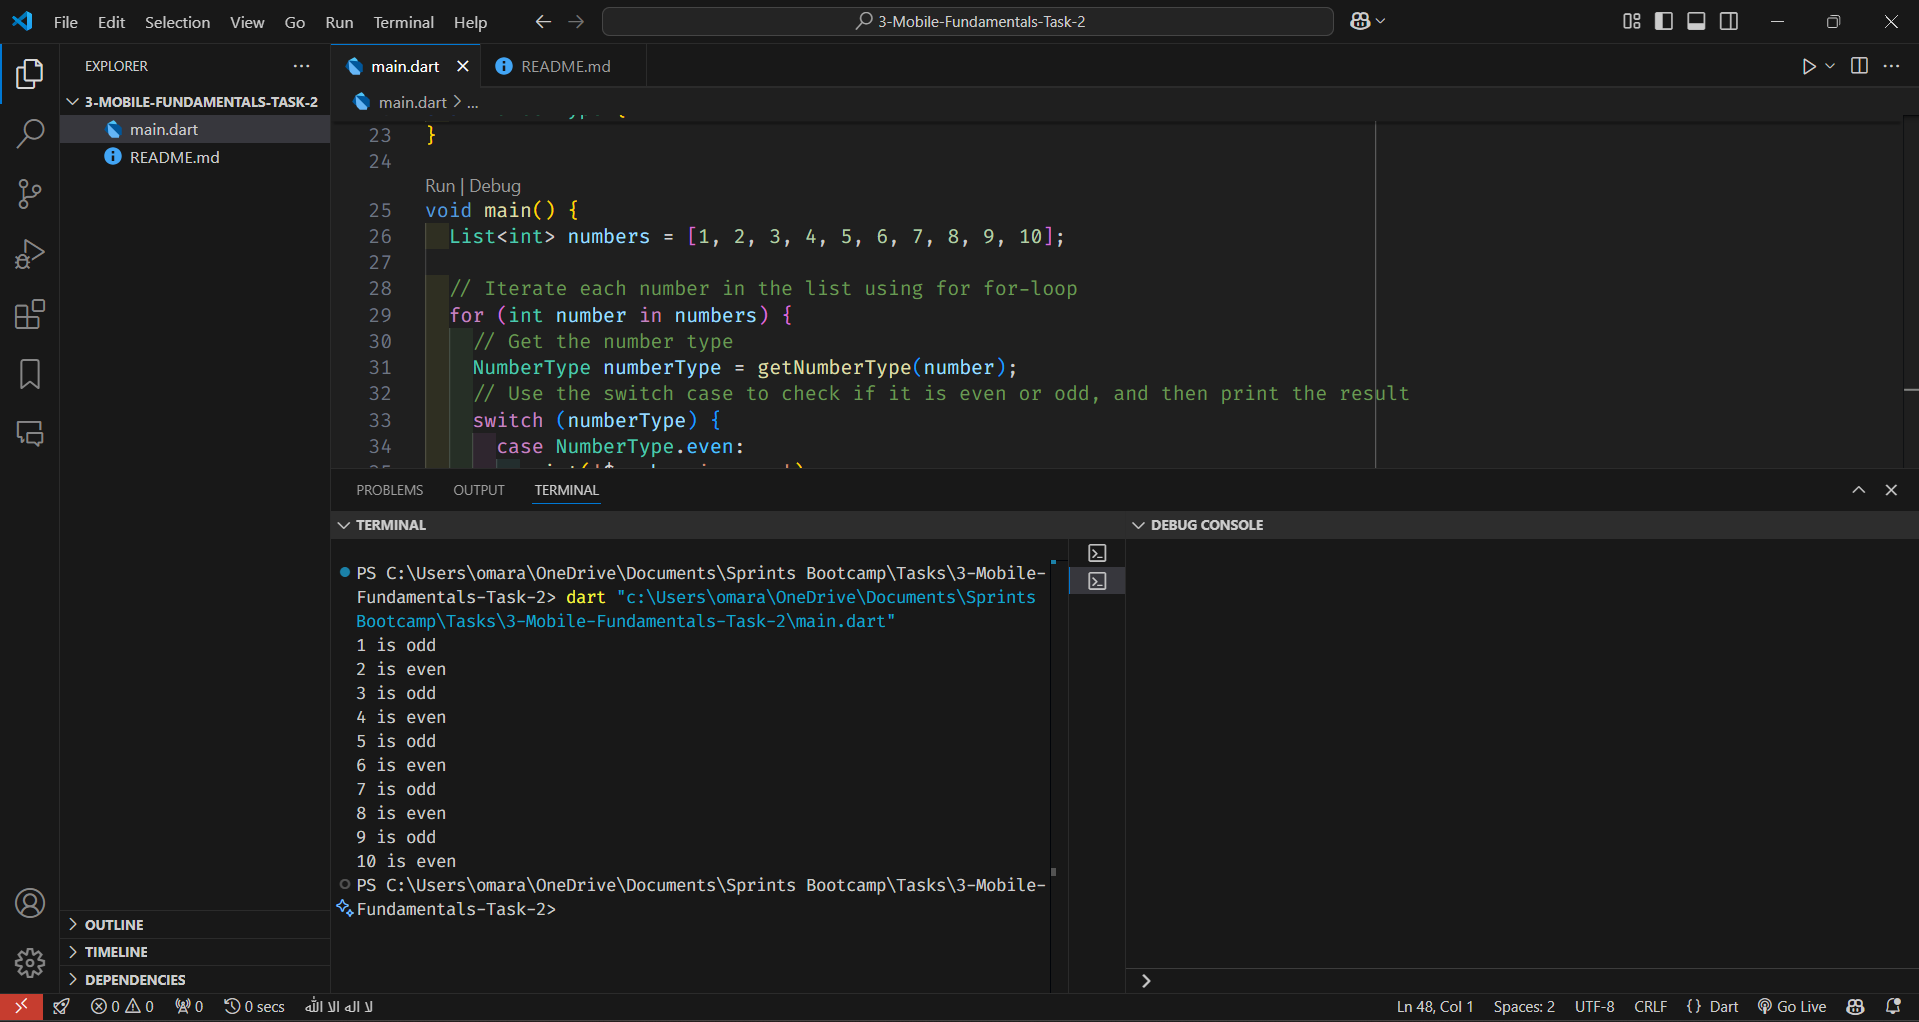 File Edit Selection View Go Run Terminal Help
3-Mobile-Fundamentals-Task-2
EXPLORER
3-MOBILE-FUNDAMENTALS-TASK-2
main.dart
README.md
OUTLINE
TIMELINE
DEPENDENCIES
main.dart
README.md
main.dart > ...
23 }
24
Run | Debug
25 void main() {
26 List<int> numbers = [1, 2, 3, 4, 5, 6, 7, 8, 9, 10];
27
28 // Iterate each number in the list using for for-loop
29 for (int number in numbers) {
30 // Get the number type
31 NumberType numberType = getNumberType(number);
32 // Use the switch case to check if it is even or odd, and then print the result
33 switch (numberType) {
34 case NumberType.even:
PROBLEMS OUTPUT TERMINAL
TERMINAL
PS C:\Users\omara\OneDrive\Documents\Sprints Bootcamp\Tasks\3-Mobile-
Fundamentals-Task-2> dart "c:\Users\omara\OneDrive\Documents\Sprints
Bootcamp\Tasks\3-Mobile-Fundamentals-Task-2\main.dart"
1 is odd
2 is even
3 is odd
4 is even
5 is odd
6 is even
7 is odd
8 is even
9 is odd
10 is even
PS C:\Users\omara\OneDrive\Documents\Sprints Bootcamp\Tasks\3-Mobile-
Fundamentals-Task-2>
DEBUG CONSOLE
0 0 0 0 secs لا اله الا الله Ln 48, Col 1 Spaces: 2 UTF-8 CRLF {} Dart Go Live